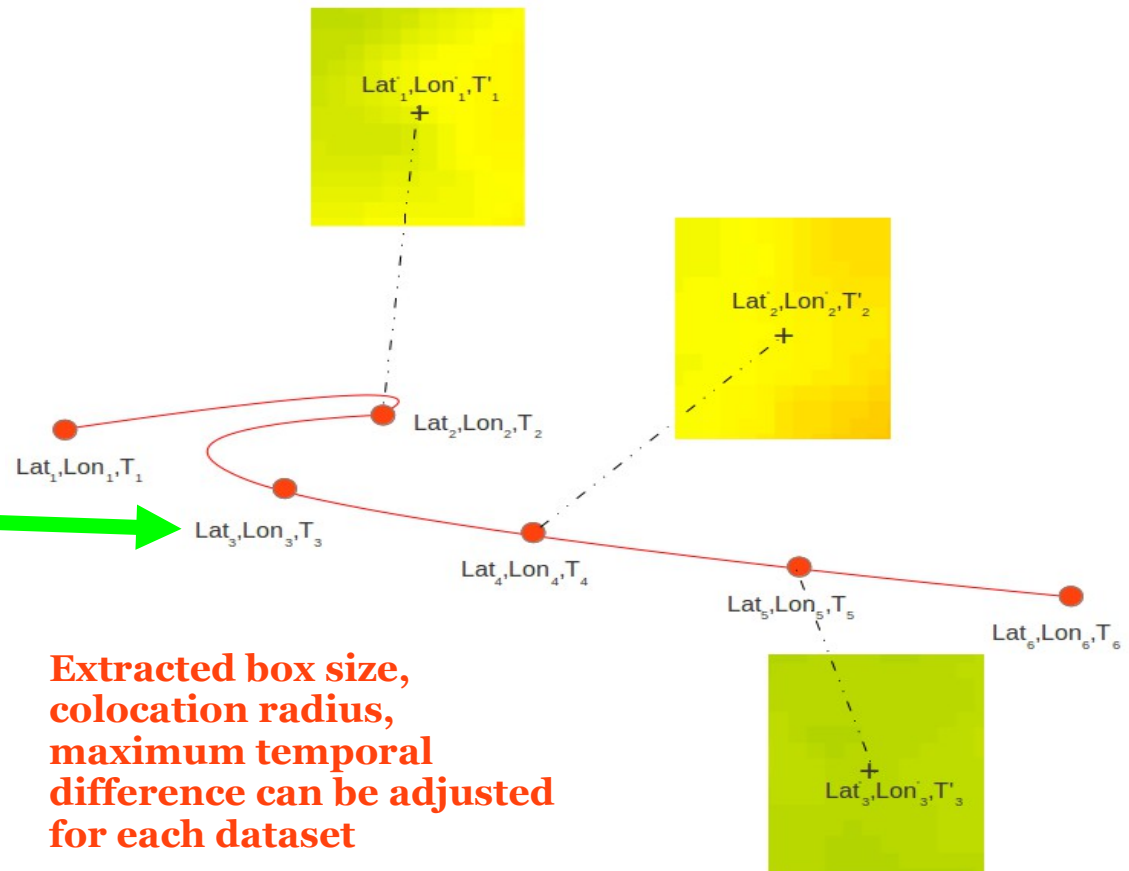 Lat'₁,Lon'₁,T'₁
Lat'₂,Lon'₂,T'₂
Lat₂,Lon₂,T₂
Lat₁,Lon₁,T₁
Lat₃,Lon₃,T₃
Lat₄,Lon₄,T₄
Lat₅,Lon₅,T₅
Lat₆,Lon₆,T₆
Extracted box size,
colocation radius,
maximum temporal
difference can be adjusted
for each dataset
Lat'₃,Lon'₃,T'₃